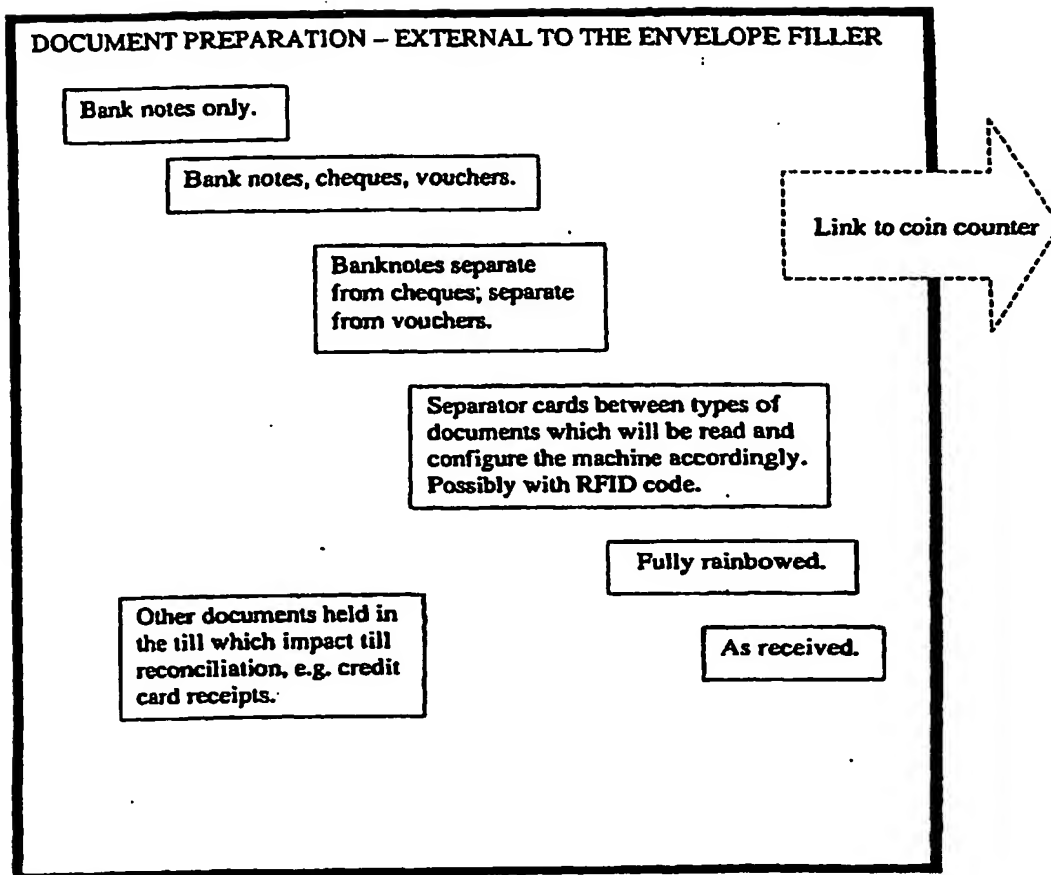 DOCUMENT PREPARATION – EXTERNAL TO THE ENVELOPE FILLER
Bank notes only.
Bank notes, cheques, vouchers.
Link to coin counter
Banknotes separate
from cheques; separate
from vouchers.
Separator cards between types of
documents which will be read and
configure the machine accordingly.
Possibly with RFID code.
Fully rainbowed.
Other documents held in
the till which impact till
reconciliation, e.g. credit
card receipts.
As received.